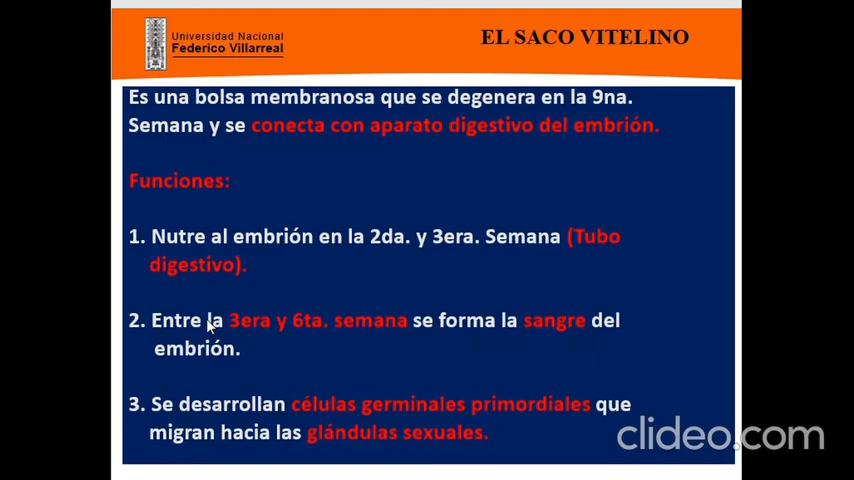 Universidad Nacional
Federico Villarreal
EL SACO VITELINO
Es una bolsa membranosa que se degenera en la 9na.
Semana y se conecta con aparato digestivo del embrión.
Funciones:
1. Nutre al embrión en la 2da. y 3era. Semana (Tubo
digestivo).
2. Entre la 3era y 6ta. semana se forma la sangre del
embrión.
3. Se desarrollan células germinales primordiales que
migran hacia las glándulas sexuales.
clideo.com